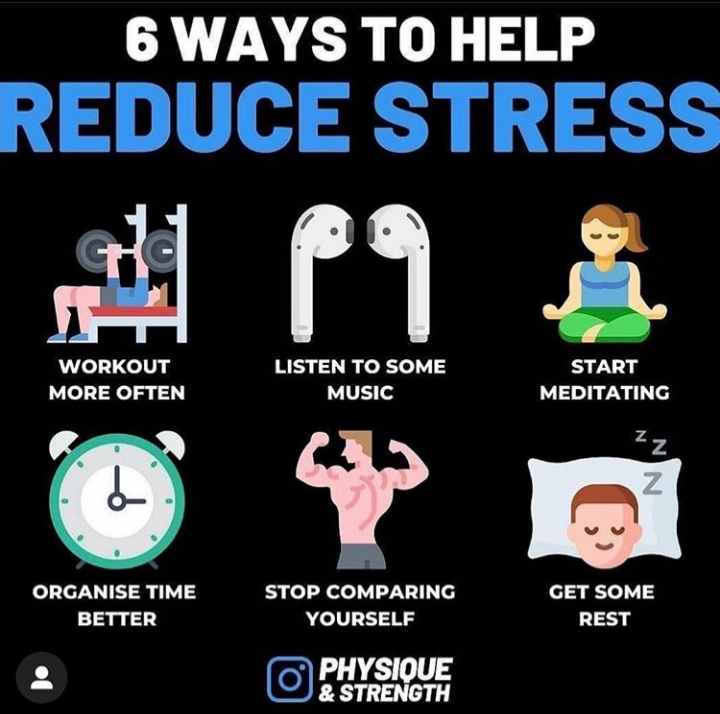 6 WAYS TO HELP
REDUCE STRESS
WORKOUT
MORE OFTEN
LISTEN TO SOME
MUSIC
START
MEDITATING
Z
Z
Z
ORGANISE TIME
BETTER
STOP COMPARING
YOURSELF
GET SOME
REST
PHYSIQUE
& STRENGTH